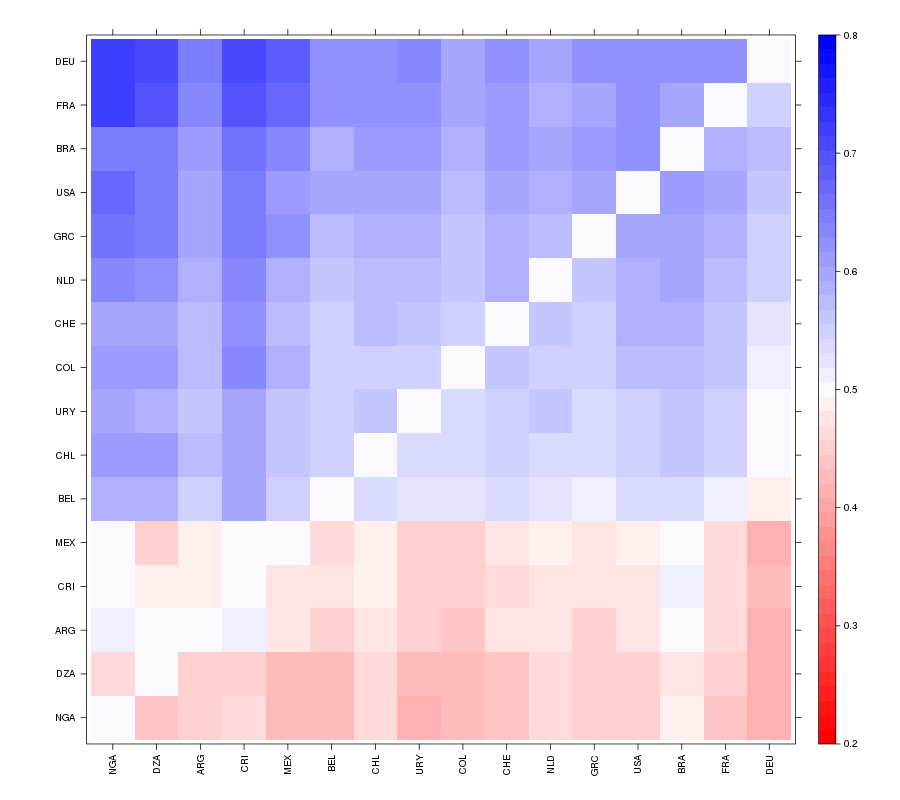 DEU
FRA
BRA
USA
GRC
NLD
CHE
COL
URY
CHL
BEL
MEX
CRI
ARG
DZA
NGA
NGA DZA ARG CRI MEX BEL CHL URY COL CHE NLD GRC USA BRA FRA DEU
0.8
0.7
0.6
0.5
0.4
0.3
0.2